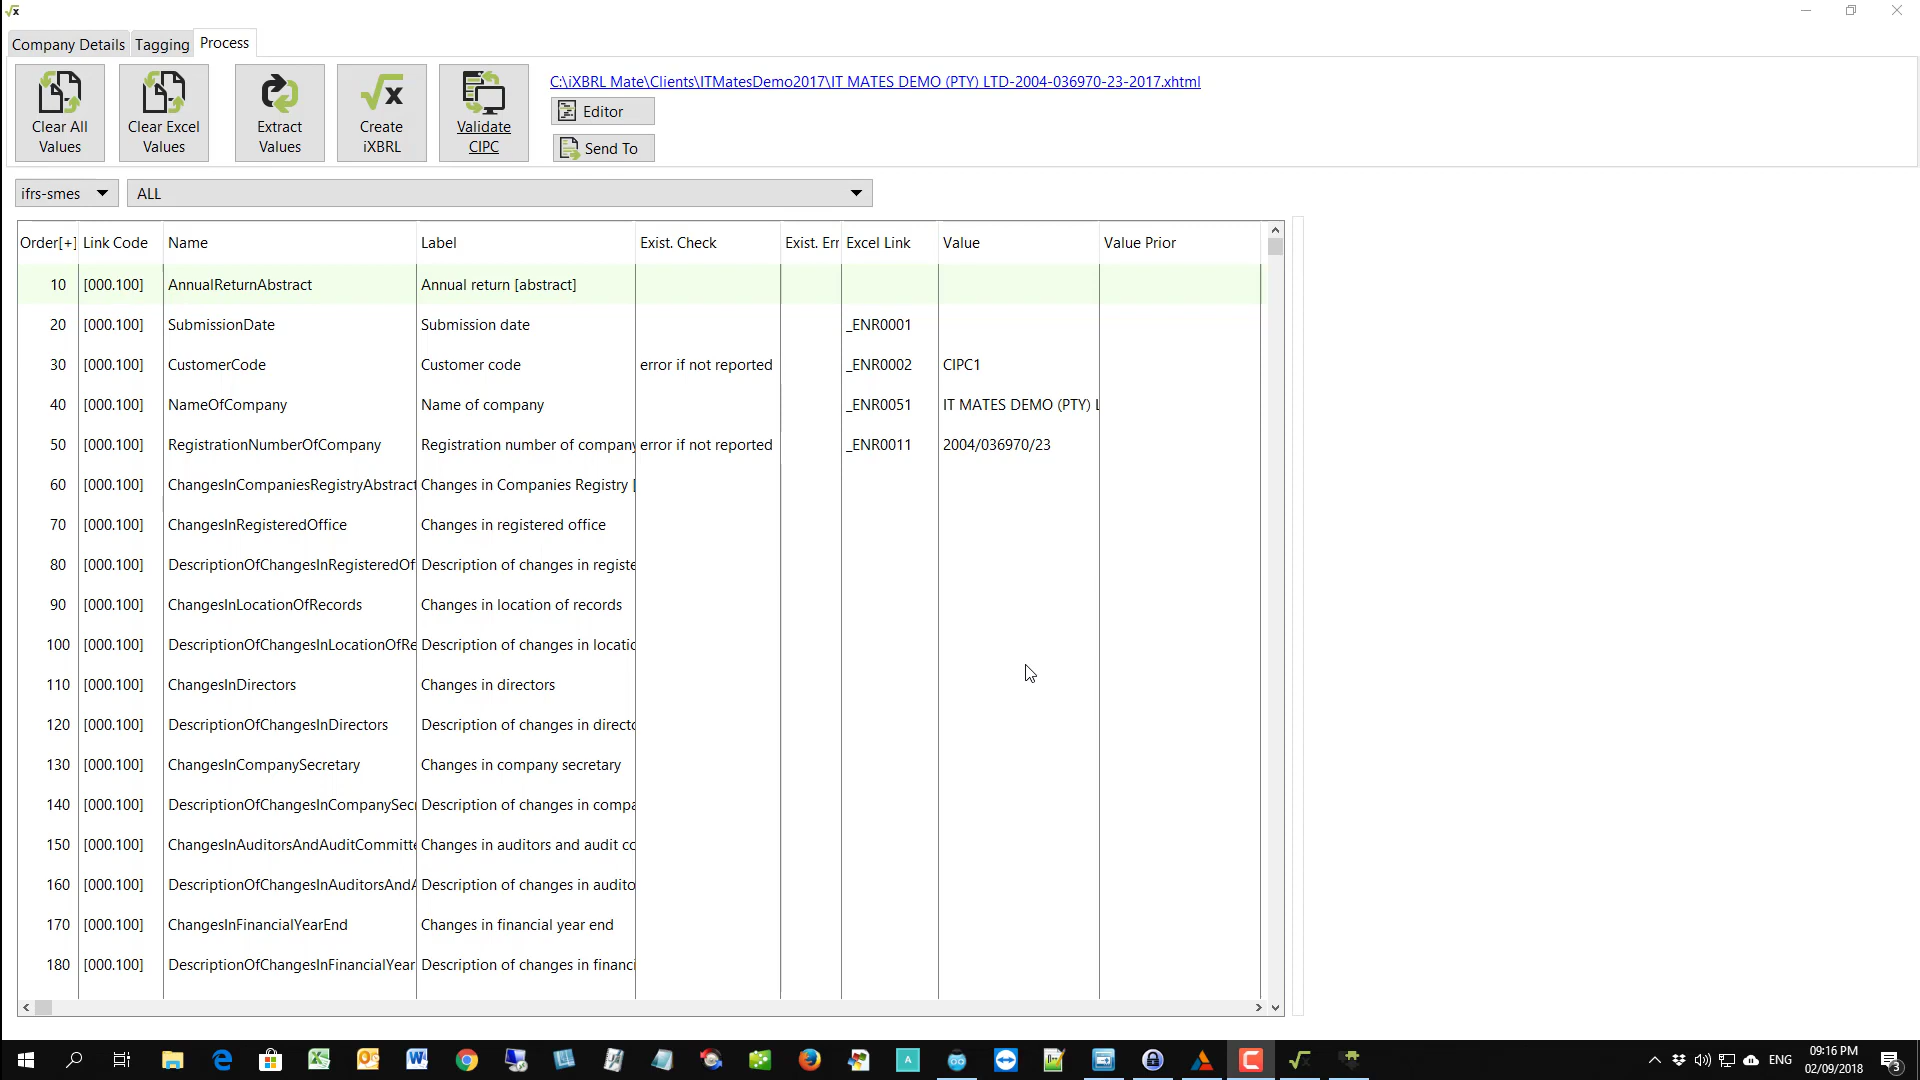 √x
Company Details Tagging Process
Clear All Values
Clear Excel Values
Extract Values
√x Create iXBRL
Validate CIPC
C:\iXBRL Mate\Clients\ITMatesDemo2017\IT MATES DEMO (PTY) LTD-2004-036970-23-2017.xhtml
Editor
Send To
ifrs-smes ALL
Order[+] Link Code Name Label Exist. Check Exist. Err Excel Link Value Value Prior
10 [000.100] AnnualReturnAbstract Annual return [abstract]
20 [000.100] SubmissionDate Submission date _ENR0001
30 [000.100] CustomerCode Customer code error if not reported _ENR0002 CIPC1
40 [000.100] NameOfCompany Name of company _ENR0051 IT MATES DEMO (PTY) L
50 [000.100] RegistrationNumberOfCompany Registration number of company error if not reported _ENR0011 2004/036970/23
60 [000.100] ChangesInCompaniesRegistryAbstract Changes in Companies Registry [
70 [000.100] ChangesInRegisteredOffice Changes in registered office
80 [000.100] DescriptionOfChangesInRegisteredOf Description of changes in registe
90 [000.100] ChangesInLocationOfRecords Changes in location of records
100 [000.100] DescriptionOfChangesInLocationOfRe Description of changes in locatio
110 [000.100] ChangesInDirectors Changes in directors
120 [000.100] DescriptionOfChangesInDirectors Description of changes in directo
130 [000.100] ChangesInCompanySecretary Changes in company secretary
140 [000.100] DescriptionOfChangesInCompanySecr Description of changes in compa
150 [000.100] ChangesInAuditorsAndAuditCommitte Changes in auditors and audit co
160 [000.100] DescriptionOfChangesInAuditorsAndA Description of changes in audito
170 [000.100] ChangesInFinancialYearEnd Changes in financial year end
180 [000.100] DescriptionOfChangesInFinancialYear Description of changes in financi
ENG 09:16 PM
02/09/2018
3